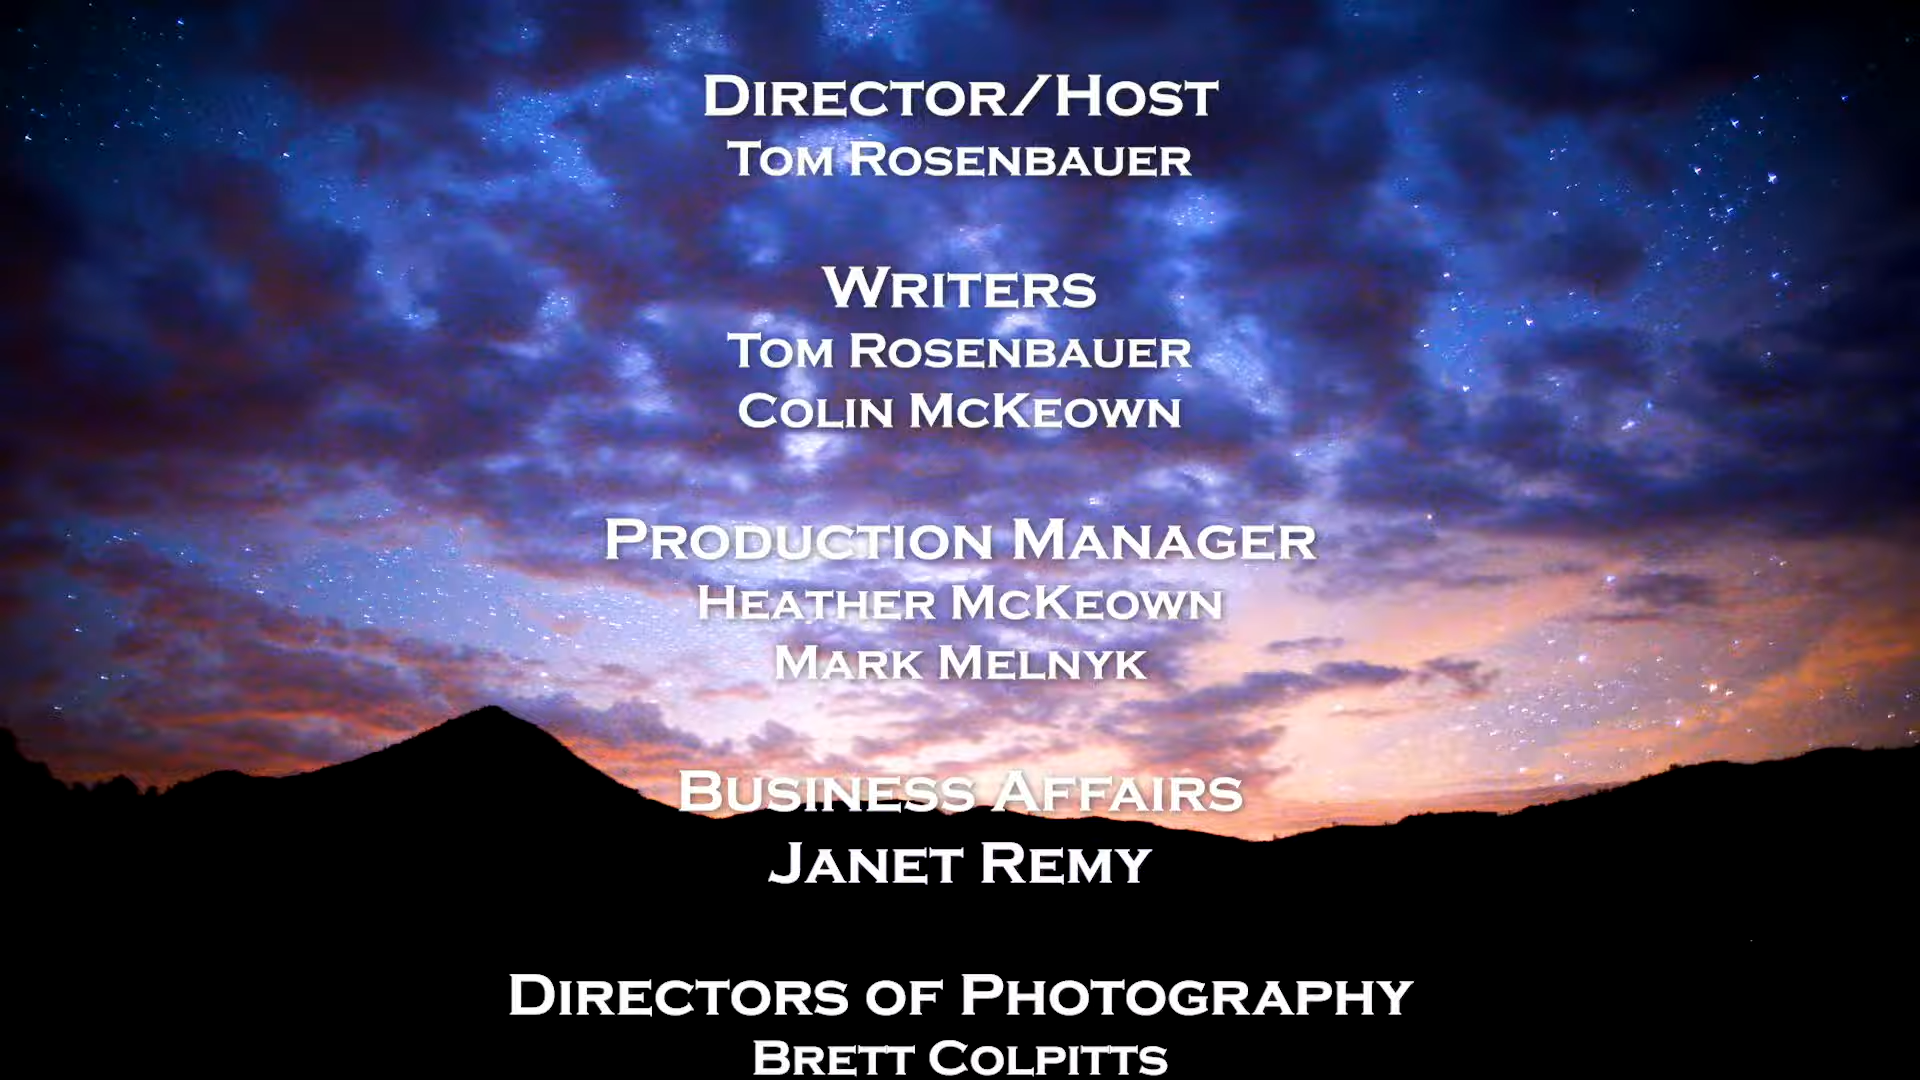 Director/Host
Tom Rosenbauer
Writers
Tom Rosenbauer
Colin McKeown
Production Manager
Heather McKeown
Mark Melnyk
Business Affairs
Janet Remy
Directors of Photography
Brett Colpitts